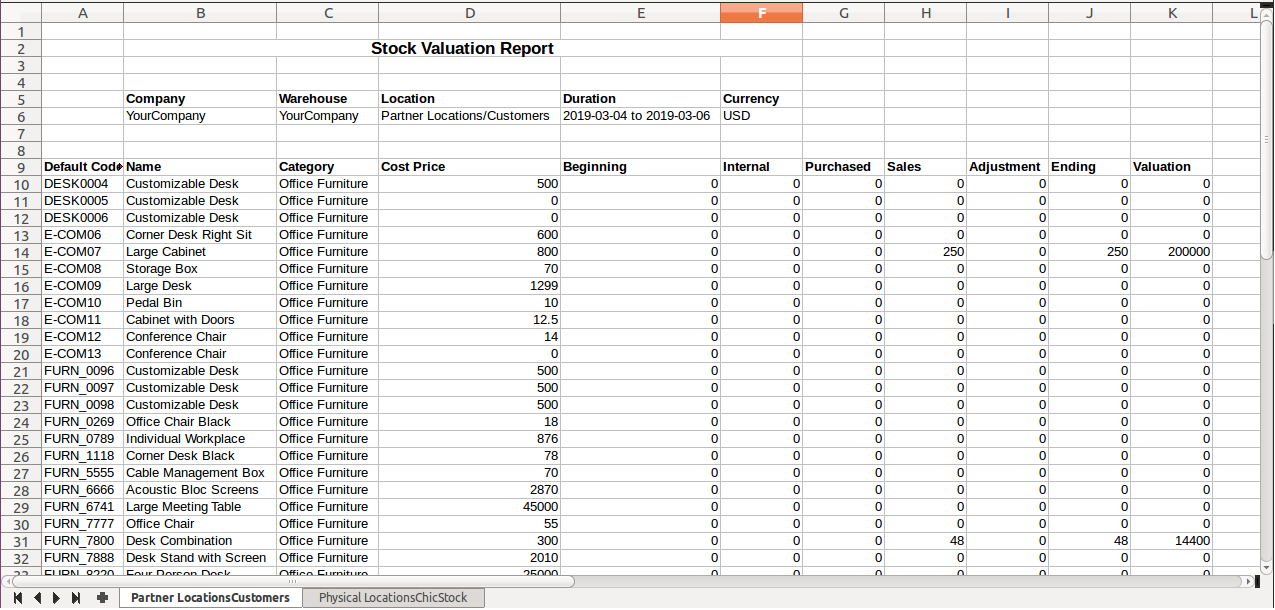 A B C D E F G H I J K L
1
2 Stock Valuation Report
3
4
5 Company Warehouse Location Duration Currency
6 YourCompany YourCompany Partner Locations/Customers 2019-03-04 to 2019-03-06 USD
7
8
9 Default Code Name Category Cost Price Beginning Internal Purchased Sales Adjustment Ending Valuation
10 DESK0004 Customizable Desk Office Furniture 500 0 0 0 0 0 0 0
11 DESK0005 Customizable Desk Office Furniture 0 0 0 0 0 0 0 0
12 DESK0006 Customizable Desk Office Furniture 0 0 0 0 0 0 0 0
13 E-COM06 Corner Desk Right Sit Office Furniture 600 0 0 0 0 0 0 0
14 E-COM07 Large Cabinet Office Furniture 800 0 0 0 250 0 250 200000
15 E-COM08 Storage Box Office Furniture 70 0 0 0 0 0 0 0
16 E-COM09 Large Desk Office Furniture 1299 0 0 0 0 0 0 0
17 E-COM10 Pedal Bin Office Furniture 10 0 0 0 0 0 0 0
18 E-COM11 Cabinet with Doors Office Furniture 12.5 0 0 0 0 0 0 0
19 E-COM12 Conference Chair Office Furniture 14 0 0 0 0 0 0 0
20 E-COM13 Conference Chair Office Furniture 0 0 0 0 0 0 0 0
21 FURN_0096 Customizable Desk Office Furniture 500 0 0 0 0 0 0 0
22 FURN_0097 Customizable Desk Office Furniture 500 0 0 0 0 0 0 0
23 FURN_0098 Customizable Desk Office Furniture 500 0 0 0 0 0 0 0
24 FURN_0269 Office Chair Black Office Furniture 18 0 0 0 0 0 0 0
25 FURN_0789 Individual Workplace Office Furniture 876 0 0 0 0 0 0 0
26 FURN_1118 Corner Desk Black Office Furniture 78 0 0 0 0 0 0 0
27 FURN_5555 Cable Management Box Office Furniture 70 0 0 0 0 0 0 0
28 FURN_6666 Acoustic Bloc Screens Office Furniture 2870 0 0 0 0 0 0 0
29 FURN_6741 Large Meeting Table Office Furniture 45000 0 0 0 0 0 0 0
30 FURN_7777 Office Chair Office Furniture 55 0 0 0 0 0 0 0
31 FURN_7800 Desk Combination Office Furniture 300 0 0 0 48 0 48 14400
32 FURN_7888 Desk Stand with Screen Office Furniture 2010 0 0 0 0 0 0 0
33 FURN_8220 Four Person Desk Office Furniture 25000 0 0 0 0 0 0 0
Partner LocationsCustomers Physical LocationsChicStock